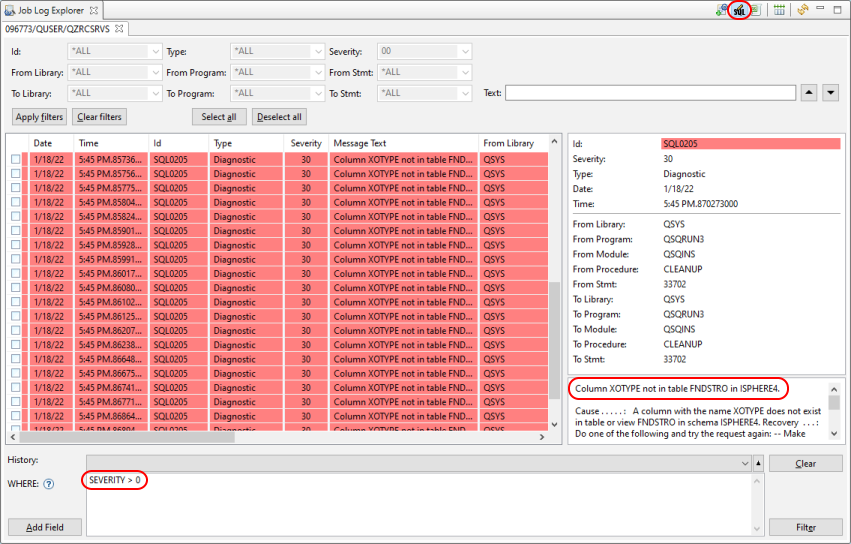 Job Log Explorer
SQL
096773/QUSER/QZRCSRVS
Id: *ALL Type: *ALL Severity: 00
From Library: *ALL From Program: *ALL From Stmt: *ALL
To Library: *ALL To Program: *ALL To Stmt: *ALL Text:
Apply filters Clear filters Select all Deselect all
Date Time Id Type Severity Message Text From Library
1/18/22 5:45 PM.85736... SQL0205 Diagnostic 30 Column XOTYPE not in table FND... QSYS
1/18/22 5:45 PM.85756... SQL0205 Diagnostic 30 Column XOTYPE not in table FND... QSYS
1/18/22 5:45 PM.85775... SQL0205 Diagnostic 30 Column XOTYPE not in table FND... QSYS
1/18/22 5:45 PM.85804... SQL0205 Diagnostic 30 Column XOTYPE not in table FND... QSYS
1/18/22 5:45 PM.85824... SQL0205 Diagnostic 30 Column XOTYPE not in table FND... QSYS
1/18/22 5:45 PM.85901... SQL0205 Diagnostic 30 Column XOTYPE not in table FND... QSYS
1/18/22 5:45 PM.85928... SQL0205 Diagnostic 30 Column XOTYPE not in table FND... QSYS
1/18/22 5:45 PM.85991... SQL0205 Diagnostic 30 Column XOTYPE not in table FND... QSYS
1/18/22 5:45 PM.86017... SQL0205 Diagnostic 30 Column XOTYPE not in table FND... QSYS
1/18/22 5:45 PM.86080... SQL0205 Diagnostic 30 Column XOTYPE not in table FND... QSYS
1/18/22 5:45 PM.86102... SQL0205 Diagnostic 30 Column XOTYPE not in table FND... QSYS
1/18/22 5:45 PM.86125... SQL0205 Diagnostic 30 Column XOTYPE not in table FND... QSYS
1/18/22 5:45 PM.86207... SQL0205 Diagnostic 30 Column XOTYPE not in table FND... QSYS
1/18/22 5:45 PM.86238... SQL0205 Diagnostic 30 Column XOTYPE not in table FND... QSYS
1/18/22 5:45 PM.86648... SQL0205 Diagnostic 30 Column XOTYPE not in table FND... QSYS
1/18/22 5:45 PM.86675... SQL0205 Diagnostic 30 Column XOTYPE not in table FND... QSYS
1/18/22 5:45 PM.86741... SQL0205 Diagnostic 30 Column XOTYPE not in table FND... QSYS
1/18/22 5:45 PM.86771... SQL0205 Diagnostic 30 Column XOTYPE not in table FND... QSYS
1/18/22 5:45 PM.86864... SQL0205 Diagnostic 30 Column XOTYPE not in table FND... QSYS
1/18/22 5:45 PM.86894... SQL0205 Diagnostic 30 Column XOTYPE not in table FND... QSYS
Id: SQL0205
Severity: 30
Type: Diagnostic
Date: 1/18/22
Time: 5:45 PM.870273000
From Library: QSYS
From Program: QSQRUN3
From Module: QSQINS
From Procedure: CLEANUP
From Stmt: 33702
To Library: QSYS
To Program: QSQRUN3
To Module: QSQINS
To Procedure: CLEANUP
To Stmt: 33702
Column XOTYPE not in table FNDSTRO in ISPHERE4.
Cause . . . . . : A column with the name XOTYPE does not exist
in table or view FNDSTRO in schema ISPHERE4. Recovery . . . :
Do one of the following and try the request again: -- Make
History: Clear
WHERE: SEVERITY > 0
Add Field Filter